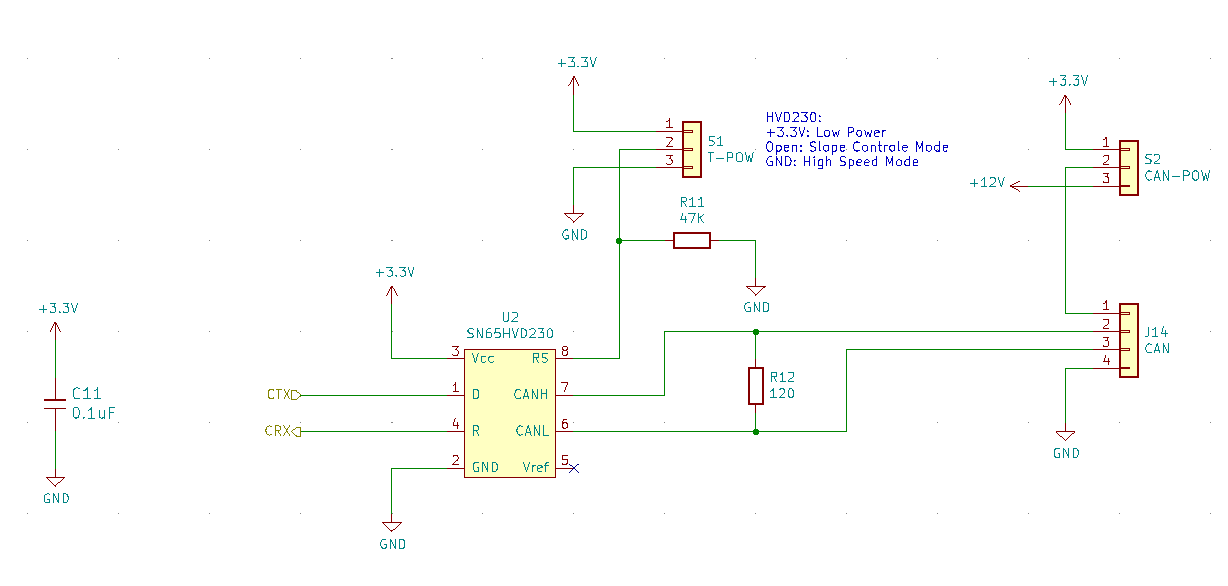 +3.3V
1
2
3
S1
T-POW
GND
HVD230:
+3.3V: Low Power
Open: Slope Controle Mode
GND: High Speed Mode
R11
47K
GND
+3.3V
+12V
1
2
3
S2
CAN-POW
+3.3V
C11
0.1uF
GND
+3.3V
U2
SN65HVD230
3 Vcc RS 8
CTX 1 D CANH 7
CRX 4 R CANL 6
2 GND Vref 5
GND
R12
120
1
2
3
4
J14
CAN
GND